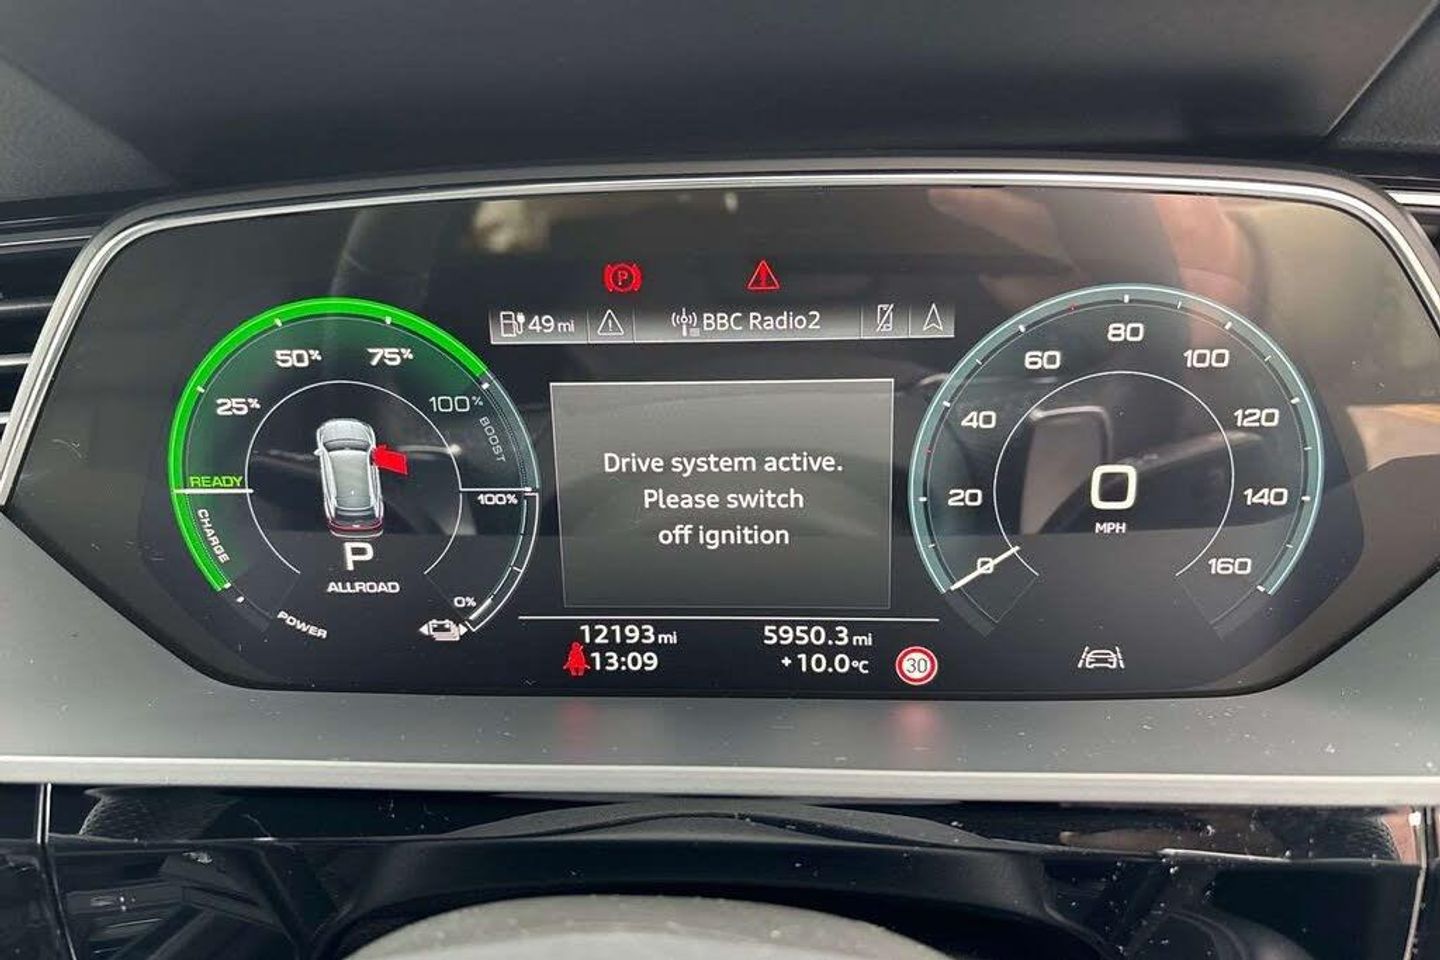 P
49 mi
BBC Radio2
50%
75%
25%
100%
BOOST
READY
100%
CHARGE
P
ALLROAD
0%
POWER
Drive system active.
Please switch
off ignition
12193 mi
5950.3 mi
13:09
+10.0°C
30
80
60
100
40
120
20
0
140
MPH
0
160